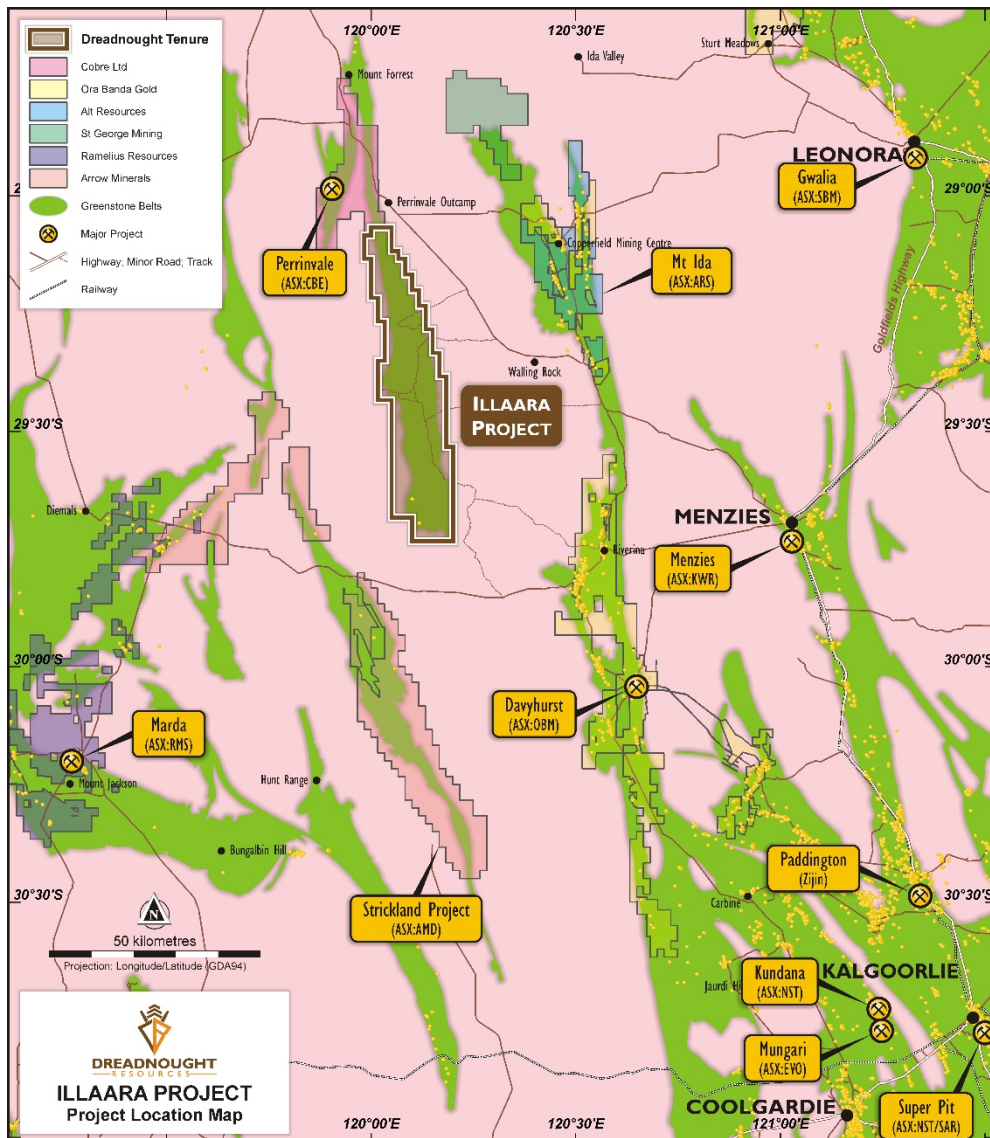 Dreadnought Tenure
Cobre Ltd
Ora Banda Gold
Alt Resources
St George Mining
Ramelius Resources
Arrow Minerals
Greenstone Belts
Major Project
Highway; Minor Road; Track
Railway
120°00'E
120°30'E
121°00'E
Sturt Meadows
Ida Valley
Mount Forrest
LEONORA
Gwalia
(ASX:SBM)
29°00'S
Perrinvale Outcamp
Perrinvale
(ASX:CBE)
Copperfield Mining Centre
Mt Ida
(ASX:ARS)
Goldfields Highway
Walling Rock
ILLAARA
PROJECT
29°30'S
29°30'S
Diemals
MENZIES
Riverina
Menzies
(ASX:KWR)
30°00'S
30°00'S
Davyhurst
(ASX:OBM)
Marda
(ASX:RMS)
Mount Jackson
Hunt Range
Bungalbin Hill
Paddington
(Zijin)
30°30'S
30°30'S
Carbine
Strickland Project
(ASX:AMD)
N
50 kilometres
Projection: Longitude/Latitude (GDA94)
KALGOORLIE
Kundana
(ASX:NST)
Jaurdi
Mungari
(ASX:EVO)
COOLGARDIE
Super Pit
(ASX:NST/SAR)
DREADNOUGHT
RESOURCES
ILLAARA PROJECT
Project Location Map
120°00'E
120°30'E
121°00'E